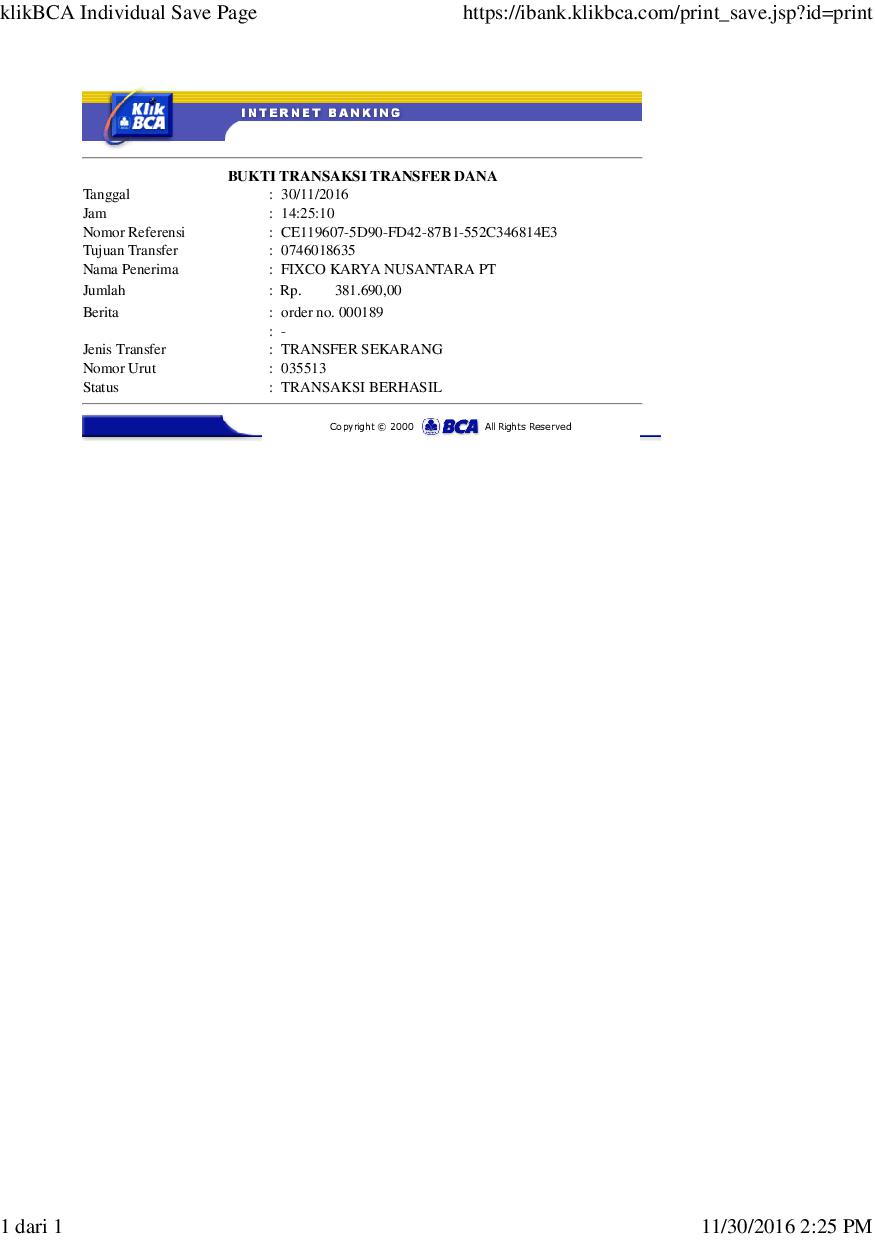 klikBCA Individual Save Page https://ibank.klikbca.com/print_save.jsp?id=print
Klik BCA
INTERNET BANKING
BUKTI TRANSAKSI TRANSFER DANA
Tanggal : 30/11/2016
Jam : 14:25:10
Nomor Referensi : CE119607-5D90-FD42-87B1-552C346814E3
Tujuan Transfer : 0746018635
Nama Penerima : FIXCO KARYA NUSANTARA PT
Jumlah : Rp. 381.690,00
Berita : order no. 000189
: -
Jenis Transfer : TRANSFER SEKARANG
Nomor Urut : 035513
Status : TRANSAKSI BERHASIL
Copyright © 2000 BCA All Rights Reserved
1 dari 1 11/30/2016 2:25 PM